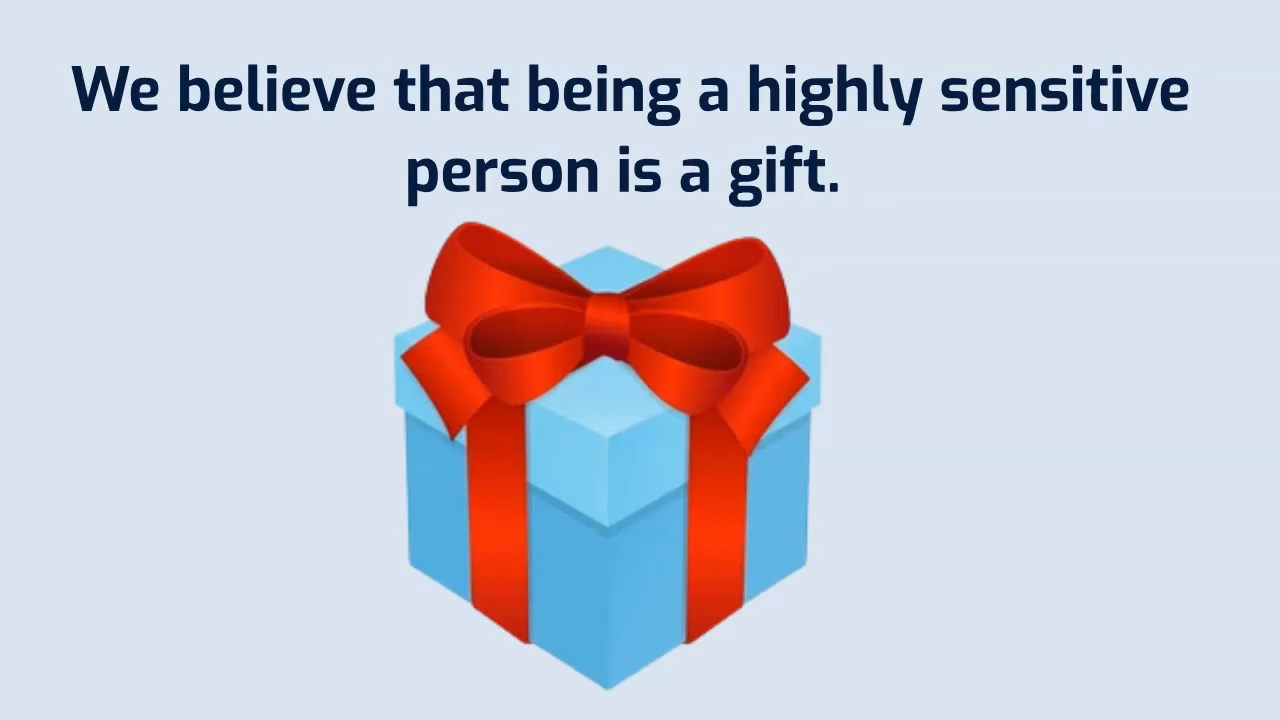 We believe that being a highly sensitive
person is a gift.